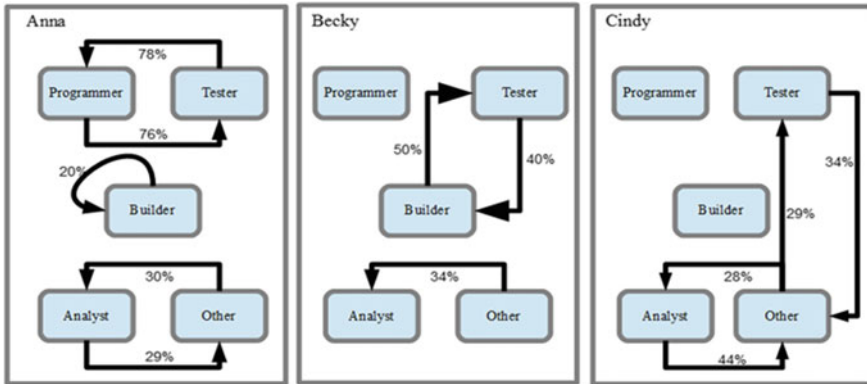 Anna
78%
Programmer
Tester
76%
20%
Builder
30%
Analyst
Other
29%
Becky
Programmer
Tester
50%
40%
Builder
34%
Analyst
Other
Cindy
Programmer
Tester
34%
Builder
29%
28%
Analyst
Other
44%